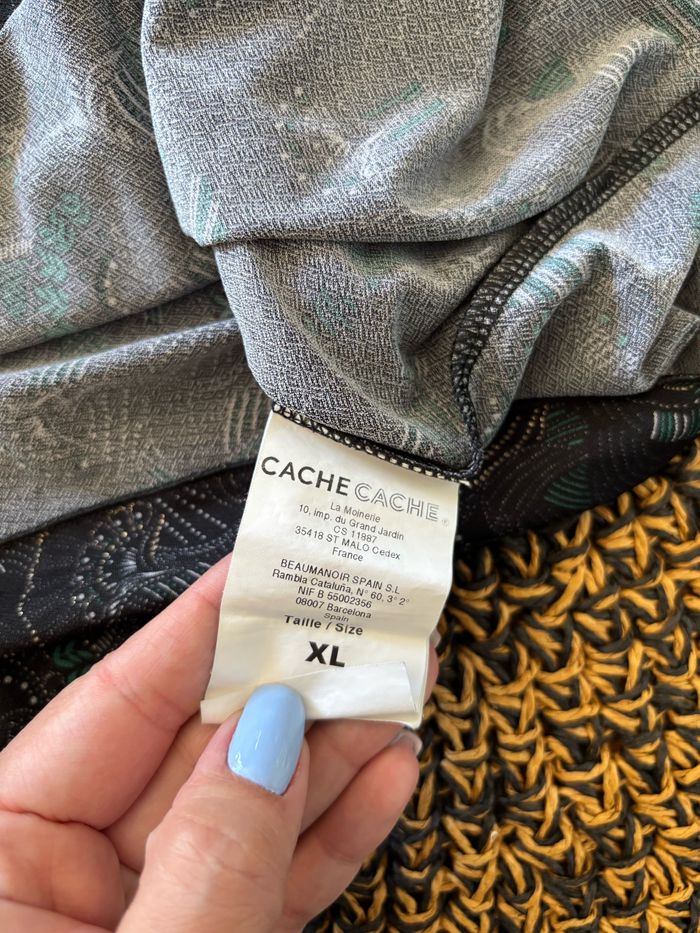 CACHE CACHE®
La Moinerie
10, imp. du Grand Jardin
CS 11987
35418 ST MALO Cedex
France
BEAUMANOIR SPAIN S.L
Rambla Cataluña, N° 60, 3° 2°
NIF B 55002356
08007 Barcelona
Spain
Taille / Size
XL